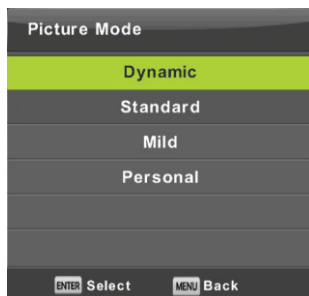 Picture Mode
Dynamic
Standard
Mild
Personal
ENTER Select MENU Back